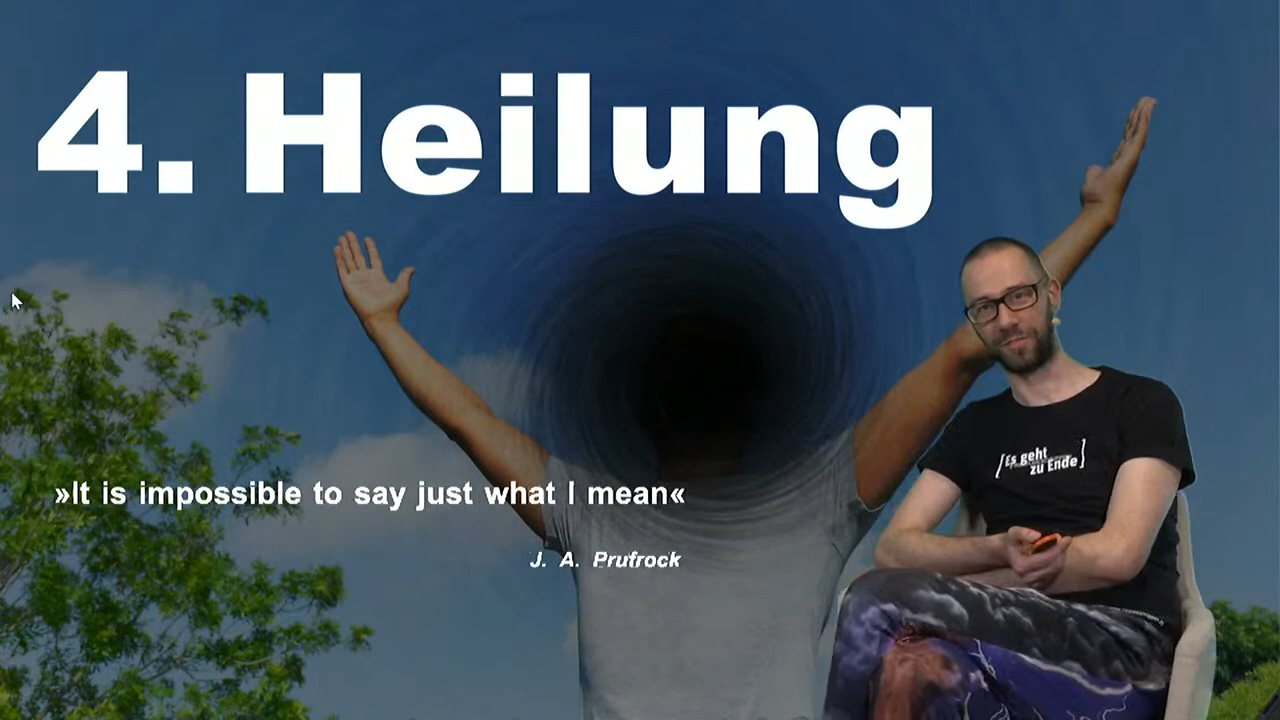 4. Heilung
»It is impossible to say just what I mean«
J. A. Prufrock
[Es geht
zu Ende]